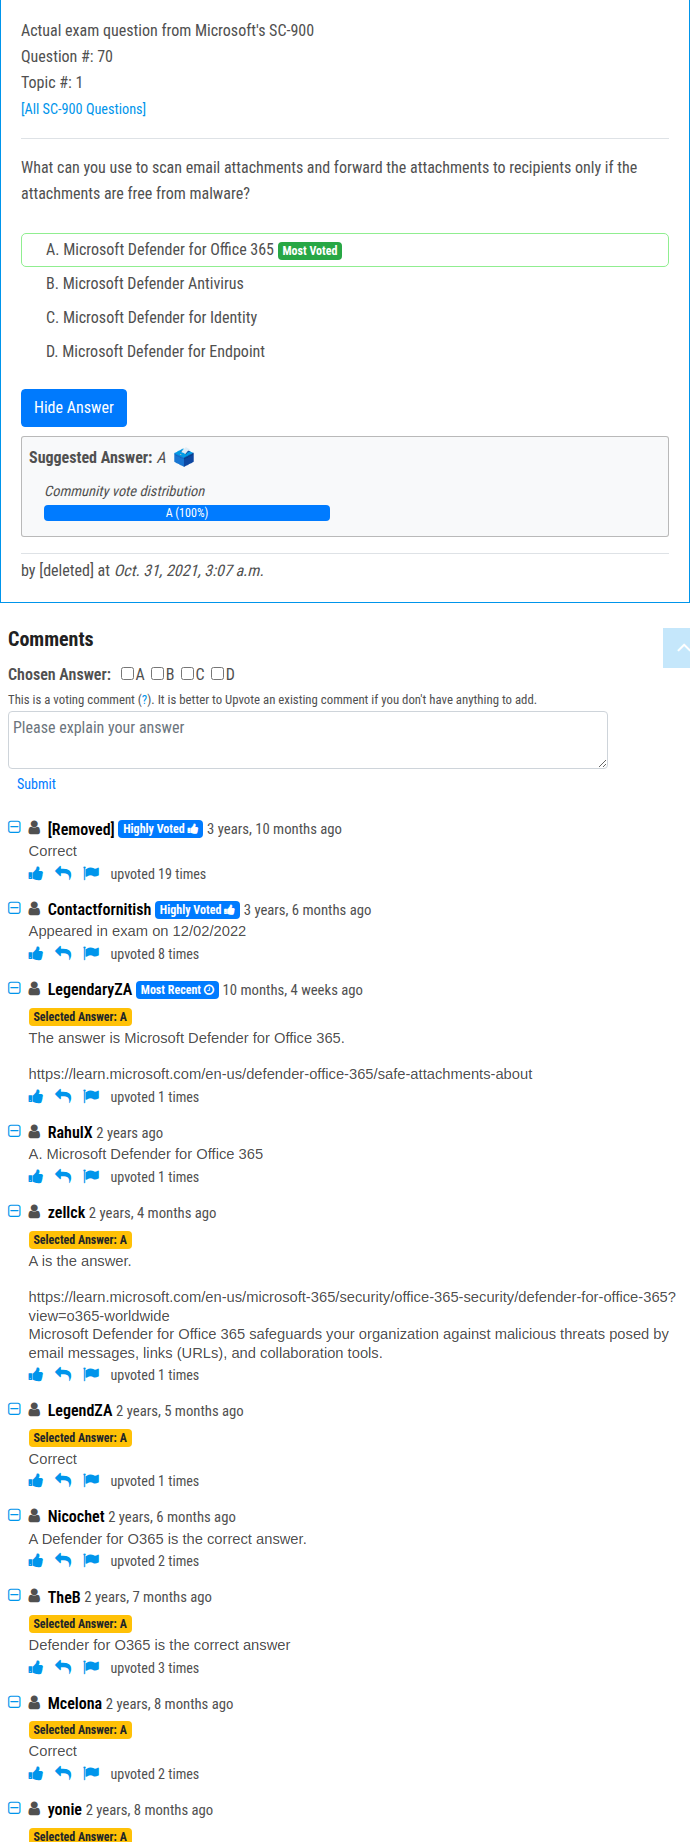 Actual exam question from Microsoft's SC-900
Question #: 70
Topic #: 1
[All SC-900 Questions]
What can you use to scan email attachments and forward the attachments to recipients only if the
attachments are free from malware?
A. Microsoft Defender for Office 365 Most Voted
B. Microsoft Defender Antivirus
C. Microsoft Defender for Identity
D. Microsoft Defender for Endpoint
Hide Answer
Suggested Answer: A
Community vote distribution
A (100%)
by [deleted] at Oct. 31, 2021, 3:07 a.m.
Comments
Chosen Answer: A B C D
This is a voting comment (?). It is better to Upvote an existing comment if you don't have anything to add.
Please explain your answer
Submit
[Removed] Highly Voted 3 years, 10 months ago
Correct
upvoted 19 times
Contactfornitish Highly Voted 3 years, 6 months ago
Appeared in exam on 12/02/2022
upvoted 8 times
LegendaryZA Most Recent 10 months, 4 weeks ago
Selected Answer: A
The answer is Microsoft Defender for Office 365.
https://learn.microsoft.com/en-us/defender-office-365/safe-attachments-about
upvoted 1 times
RahulX 2 years ago
A. Microsoft Defender for Office 365
upvoted 1 times
zellck 2 years, 4 months ago
Selected Answer: A
A is the answer.
https://learn.microsoft.com/en-us/microsoft-365/security/office-365-security/defender-for-office-365?
view=o365-worldwide
Microsoft Defender for Office 365 safeguards your organization against malicious threats posed by
email messages, links (URLs), and collaboration tools.
upvoted 1 times
LegendZA 2 years, 5 months ago
Selected Answer: A
Correct
upvoted 1 times
Nicochet 2 years, 6 months ago
A Defender for O365 is the correct answer.
upvoted 2 times
TheB 2 years, 7 months ago
Selected Answer: A
Defender for O365 is the correct answer
upvoted 3 times
Mcelona 2 years, 8 months ago
Selected Answer: A
Correct
upvoted 2 times
yonie 2 years, 8 months ago
Selected Answer: A